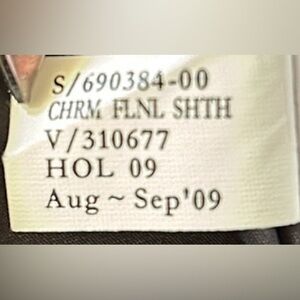 S/690384-00
CHRM FLNL SHTH
V/310677
HOL 09
Aug ~ Sep'09